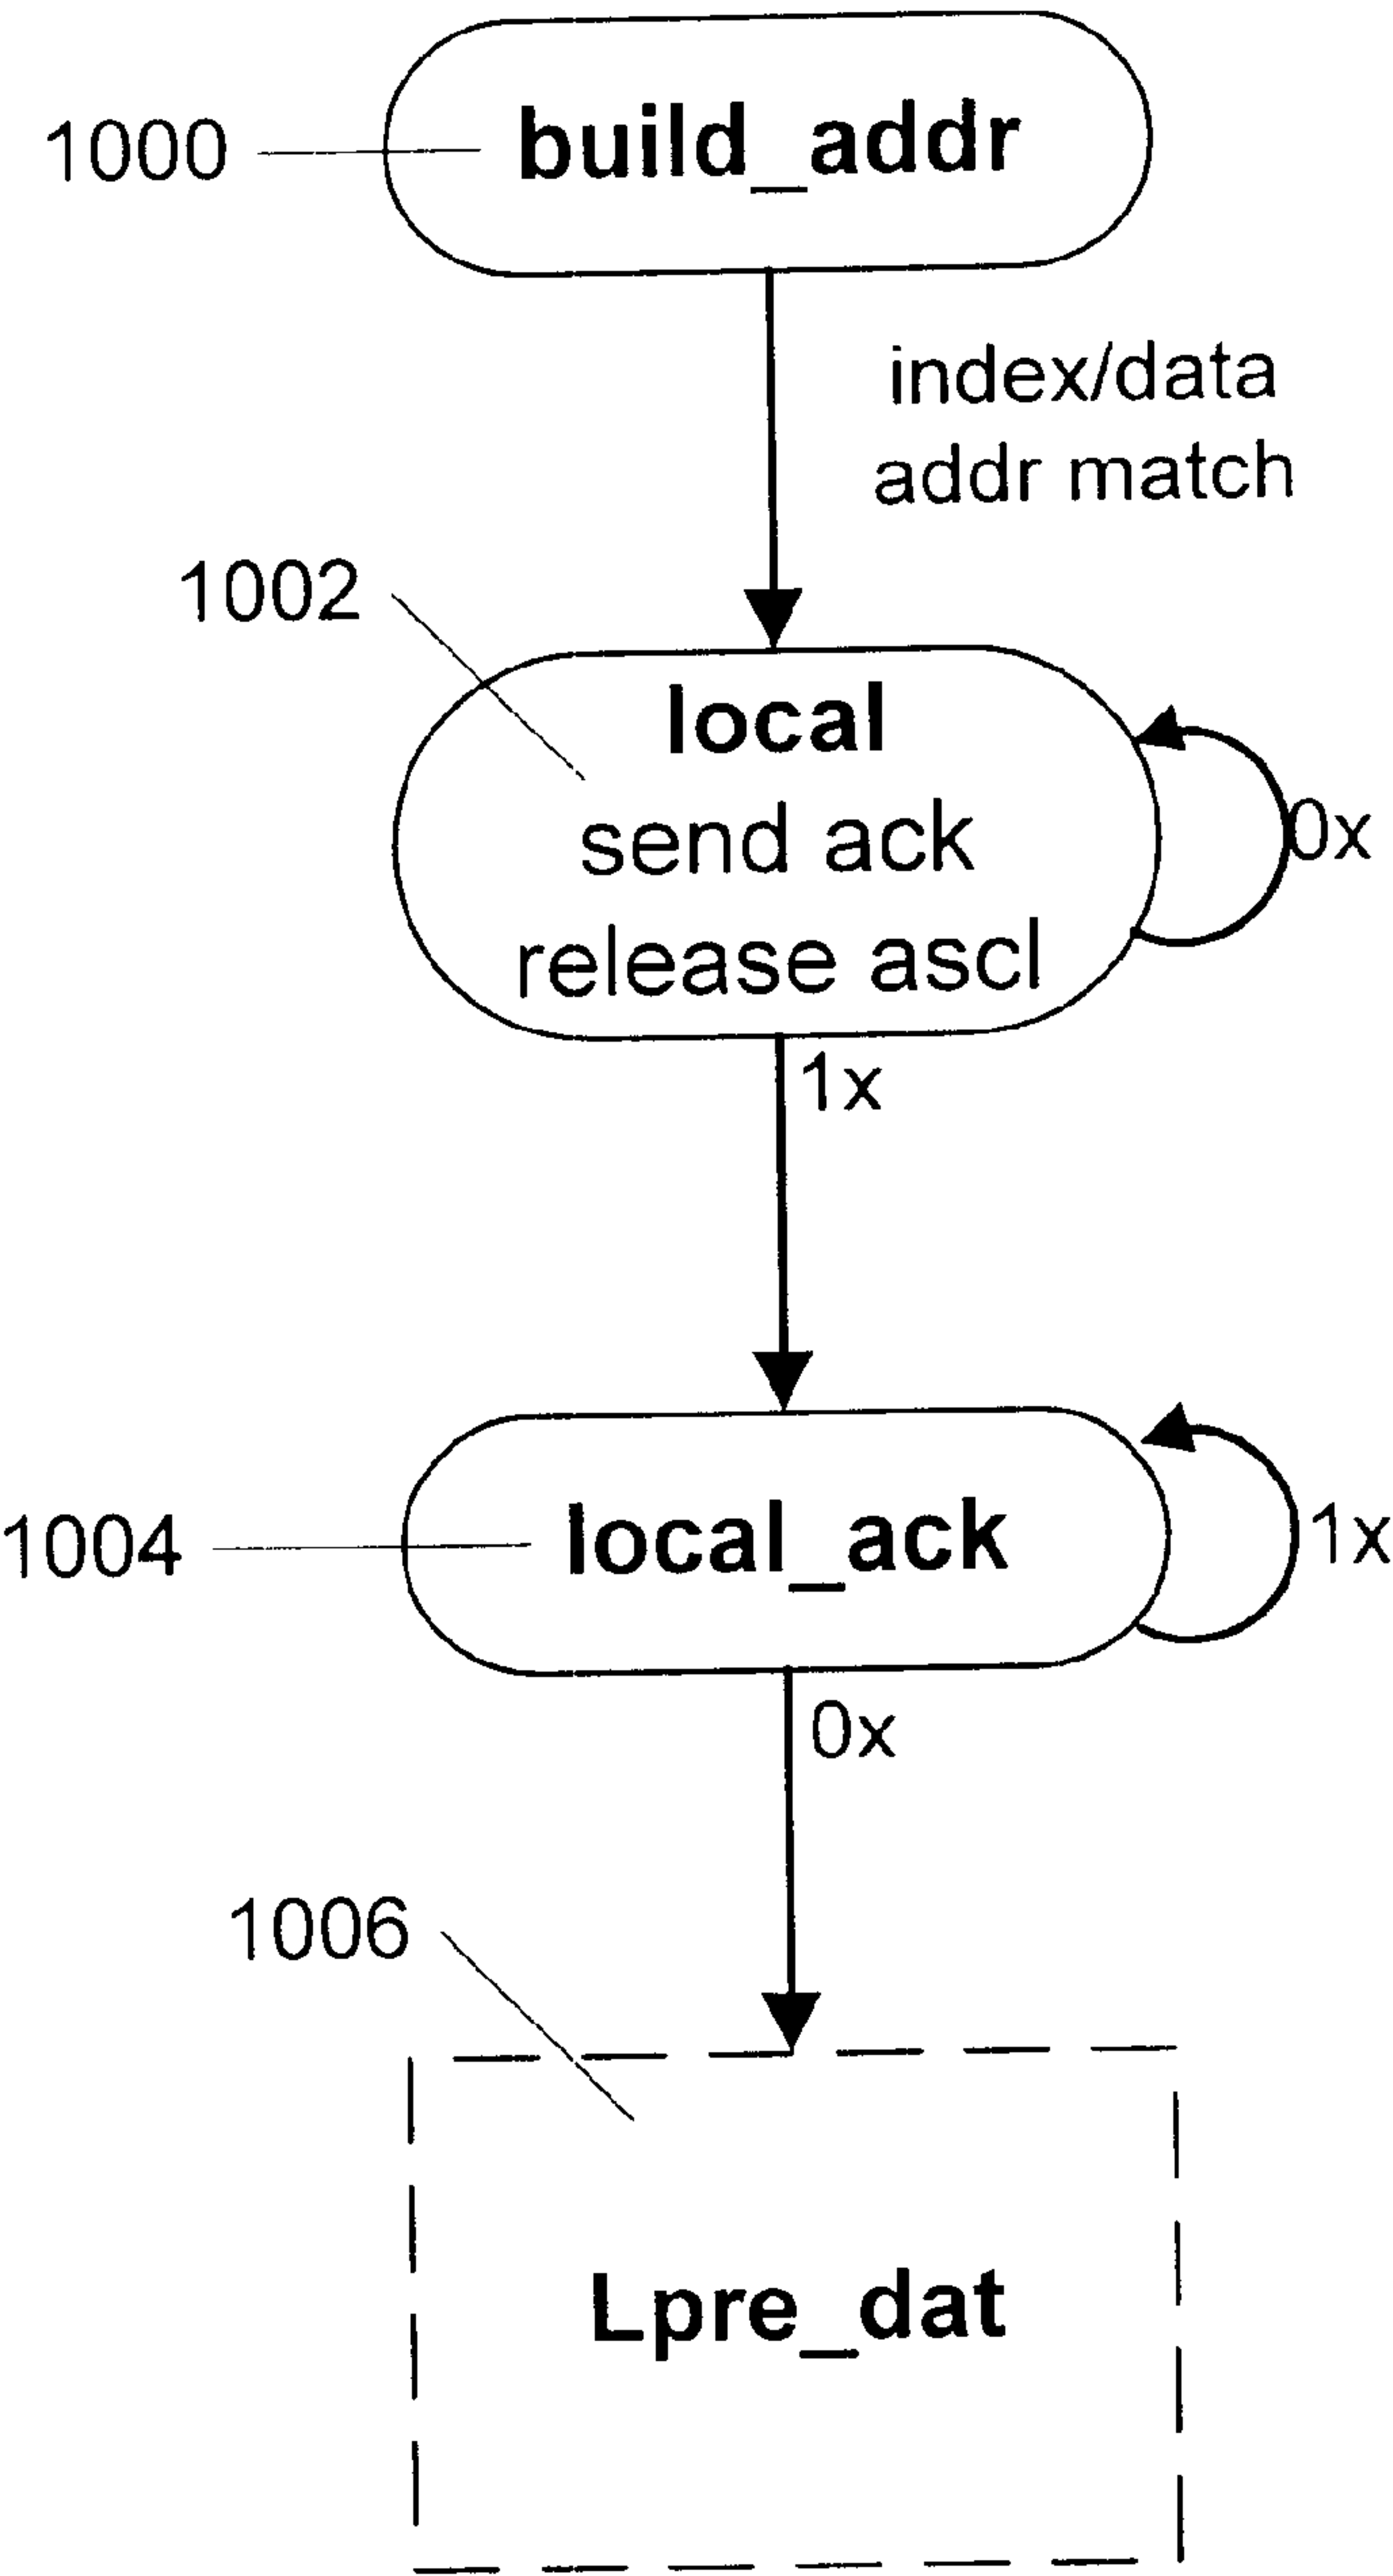 1000
build_addr
index/data
addr match
1002
local
send ack
release ascl
0x
1x
1004
local_ack
1x
0x
1006
Lpre_dat